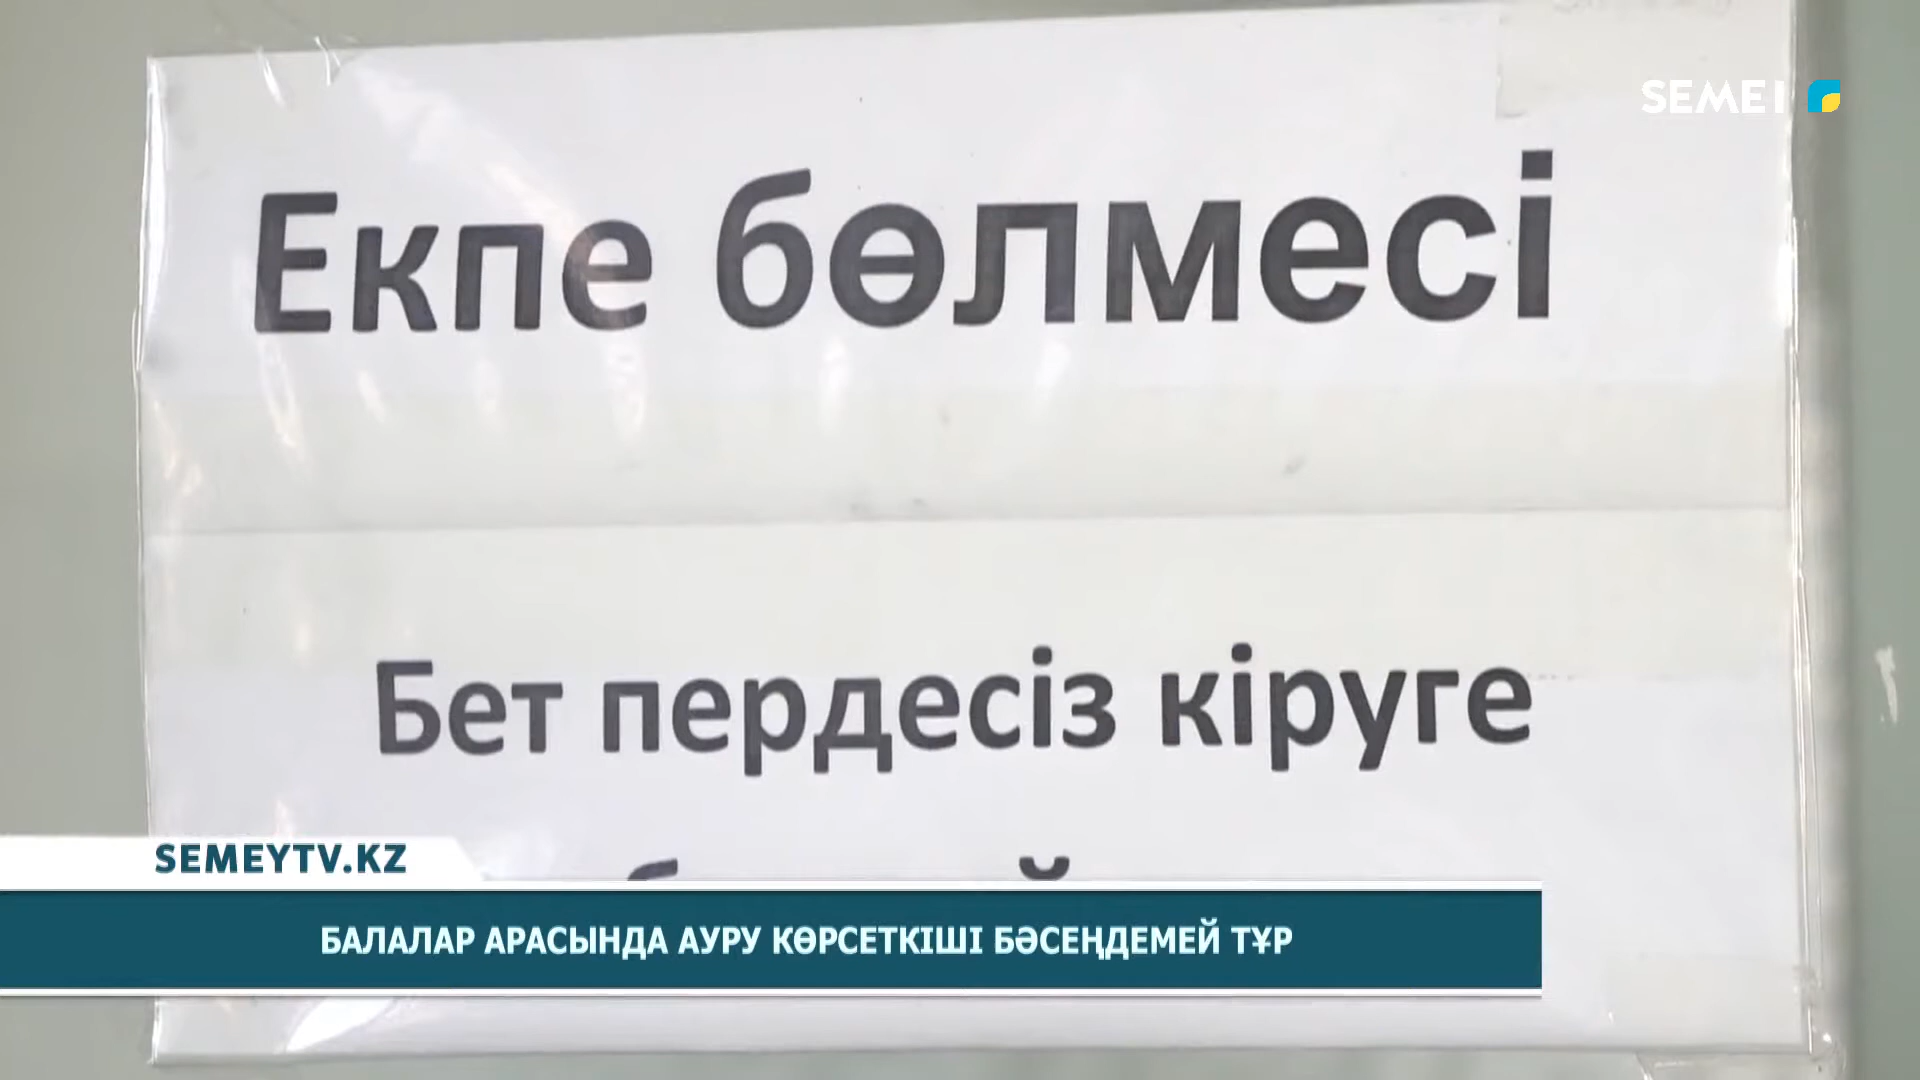 SEMEI
Екпе бөлмесі
Бет пердесіз кіруге
SEMEYTV.KZ
БАЛАЛАР АРАСЫНДА АУРУ КӨРСЕТКІШІ БӘСЕҢДЕМЕЙ ТҰР